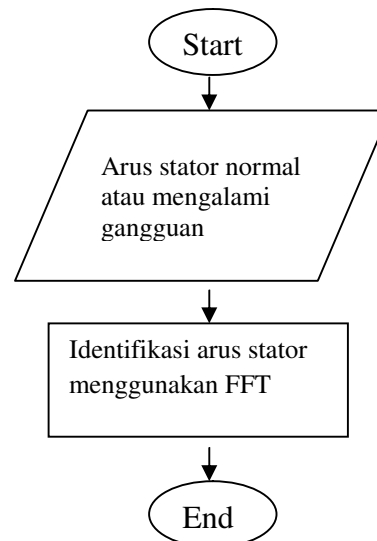 Start
Arus stator normal
atau mengalami
gangguan
Identifikasi arus stator
menggunakan FFT
End